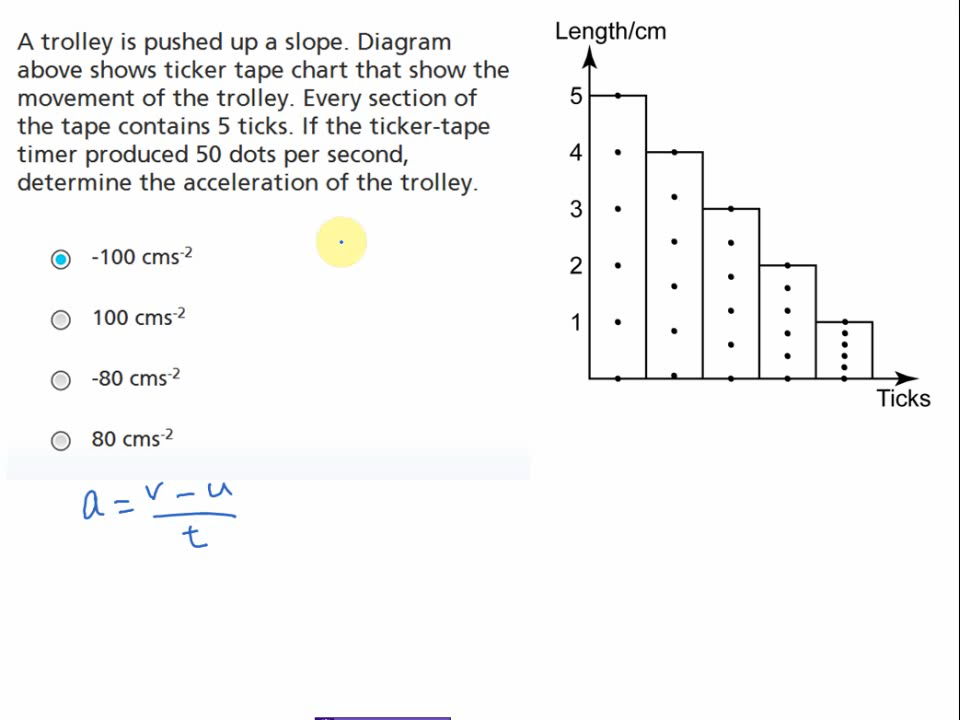 A trolley is pushed up a slope. Diagram
above shows ticker tape chart that show the
movement of the trolley. Every section of
the tape contains 5 ticks. If the ticker-tape
timer produced 50 dots per second,
determine the acceleration of the trolley.
-100 cms⁻²
100 cms⁻²
-80 cms⁻²
80 cms⁻²
a = v - u
t
Length/cm
5
4
3
2
1
Ticks